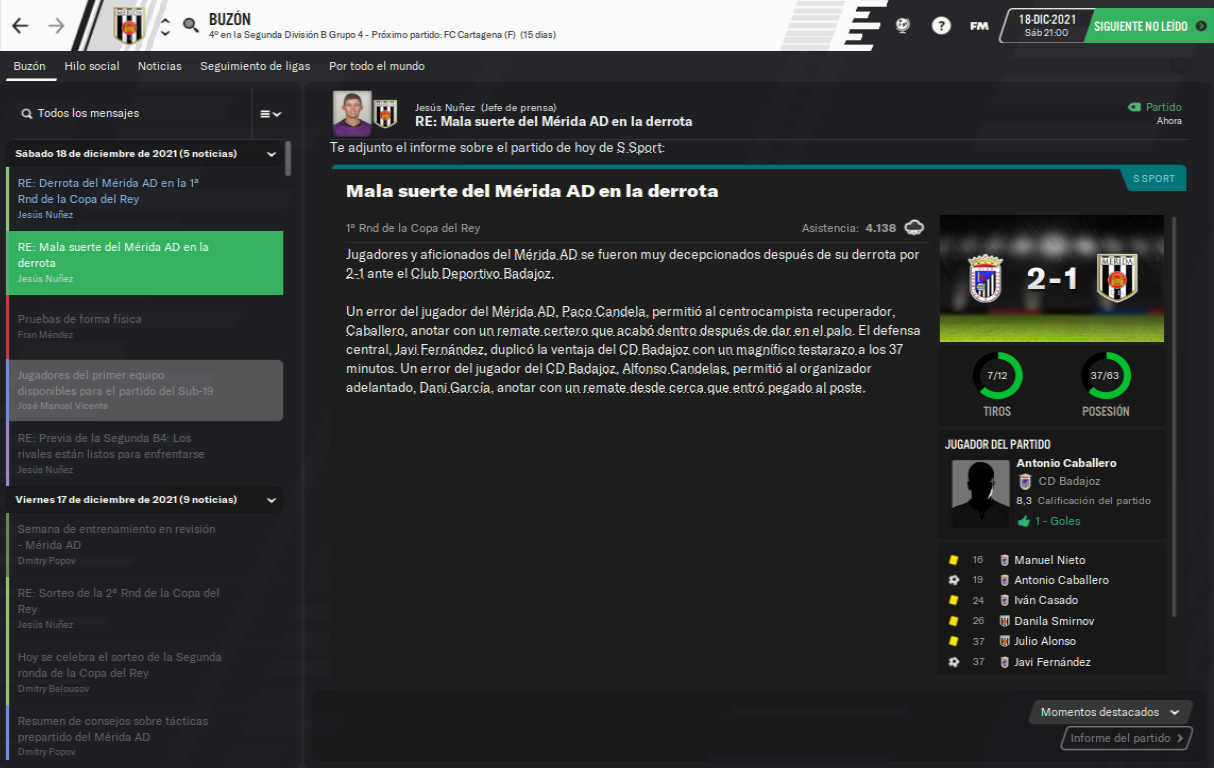 BUZÓN
4º en la Segunda División B Grupo 4 - Próximo partido: FC Cartagena (F) (15 días)
FM
18-DIC-2021
Sáb 21:00
SIGUIENTE NO LEÍDO
Buzón
Hilo social
Noticias
Seguimiento de ligas
Por todo el mundo
Todos los mensajes
Sábado 18 de diciembre de 2021 (5 noticias)
RE: Derrota del Mérida AD en la 1ª
Rnd de la Copa del Rey
Jesús Nuñez
RE: Mala suerte del Mérida AD en la
derrota
Jesús Nuñez
Pruebas de forma física
Fran Méndez
Jugadores del primer equipo
disponibles para el partido del Sub-19
José Manuel Vicente
RE: Previa de la Segunda B4: Los
rivales están listos para enfrentarse
Jesús Nuñez
Viernes 17 de diciembre de 2021 (9 noticias)
Semana de entrenamiento en revisión
- Mérida AD
Dmitry Popov
RE: Sorteo de la 2ª Rnd de la Copa del
Rey
Jesús Nuñez
Hoy se celebra el sorteo de la Segunda
ronda de la Copa del Rey
Dmitry Belousov
Resumen de consejos sobre tácticas
prepartido del Mérida AD
Dmitry Popov
Jesús Nuñez (Jefe de prensa)
RE: Mala suerte del Mérida AD en la derrota
Partido
Ahora
Te adjunto el informe sobre el partido de hoy de S Sport:
S SPORT
Mala suerte del Mérida AD en la derrota
1ª Rnd de la Copa del Rey
Asistencia: 4.138
Jugadores y aficionados del Mérida AD se fueron muy decepcionados después de su derrota por
2-1 ante el Club Deportivo Badajoz.
Un error del jugador del Mérida AD, Paco Candela, permitió al centrocampista recuperador,
Caballero, anotar con un remate certero que acabó dentro después de dar en el palo. El defensa
central, Javi Fernández, duplicó la ventaja del CD Badajoz con un magnífico testarazo a los 37
minutos. Un error del jugador del CD Badajoz, Alfonso Candelas, permitió al organizador
adelantado, Dani García, anotar con un remate desde cerca que entró pegado al poste.
2-1
7/12
TIROS
37/63
POSESIÓN
JUGADOR DEL PARTIDO
Antonio Caballero
CD Badajoz
8,3 Calificación del partido
1 - Goles
16 Manuel Nieto
19 Antonio Caballero
24 Iván Casado
26 Danila Smirnov
37 Julio Alonso
37 Javi Fernández
Momentos destacados
Informe del partido